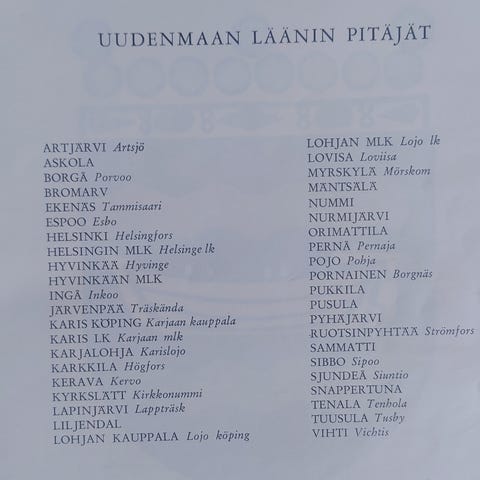 UUDENMAAN LÄÄNIN PITÄJÄT
ARTJÄRVI Artsjö
ASKOLA
BORGÅ Porvoo
BROMARV
EKENÄS Tammisaari
ESPOO Esbo
HELSINKI Helsingfors
HELSINGIN MLK Helsinge lk
HYVINKÄÄ Hyvinge
HYVINKÄÄN MLK
INGÅ Inkoo
JÄRVENPÄÄ Träskända
KARIS KÖPING Karjaan kauppala
KARIS LK Karjaan mlk
KARJALOHJA Karislojo
KARKKILA Högfors
KERAVA Kervo
KYRKSLÄTT Kirkkonummi
LAPINJÄRVI Lappträsk
LILJENDAL
LOHJAN KAUPPALA Lojo köping
LOHJAN MLK Lojo lk
LOVISA Loviisa
MYRSKYLÄ Mörskom
MÄNTSÄLÄ
NUMMI
NURMIJÄRVI
ORIMATTILA
PERNÅ Pernaja
POJO Pohja
PORNAINEN Borgnäs
PUKKILA
PUSULA
PYHÄJÄRVI
RUOTSINPYHTÄÄ Strömfors
SAMMATTI
SIBBO Sipoo
SJUNDEÅ Siuntio
SNAPPERTUNA
TENALA Tenhola
TUUSULA Tusby
VIHTI Vichtis